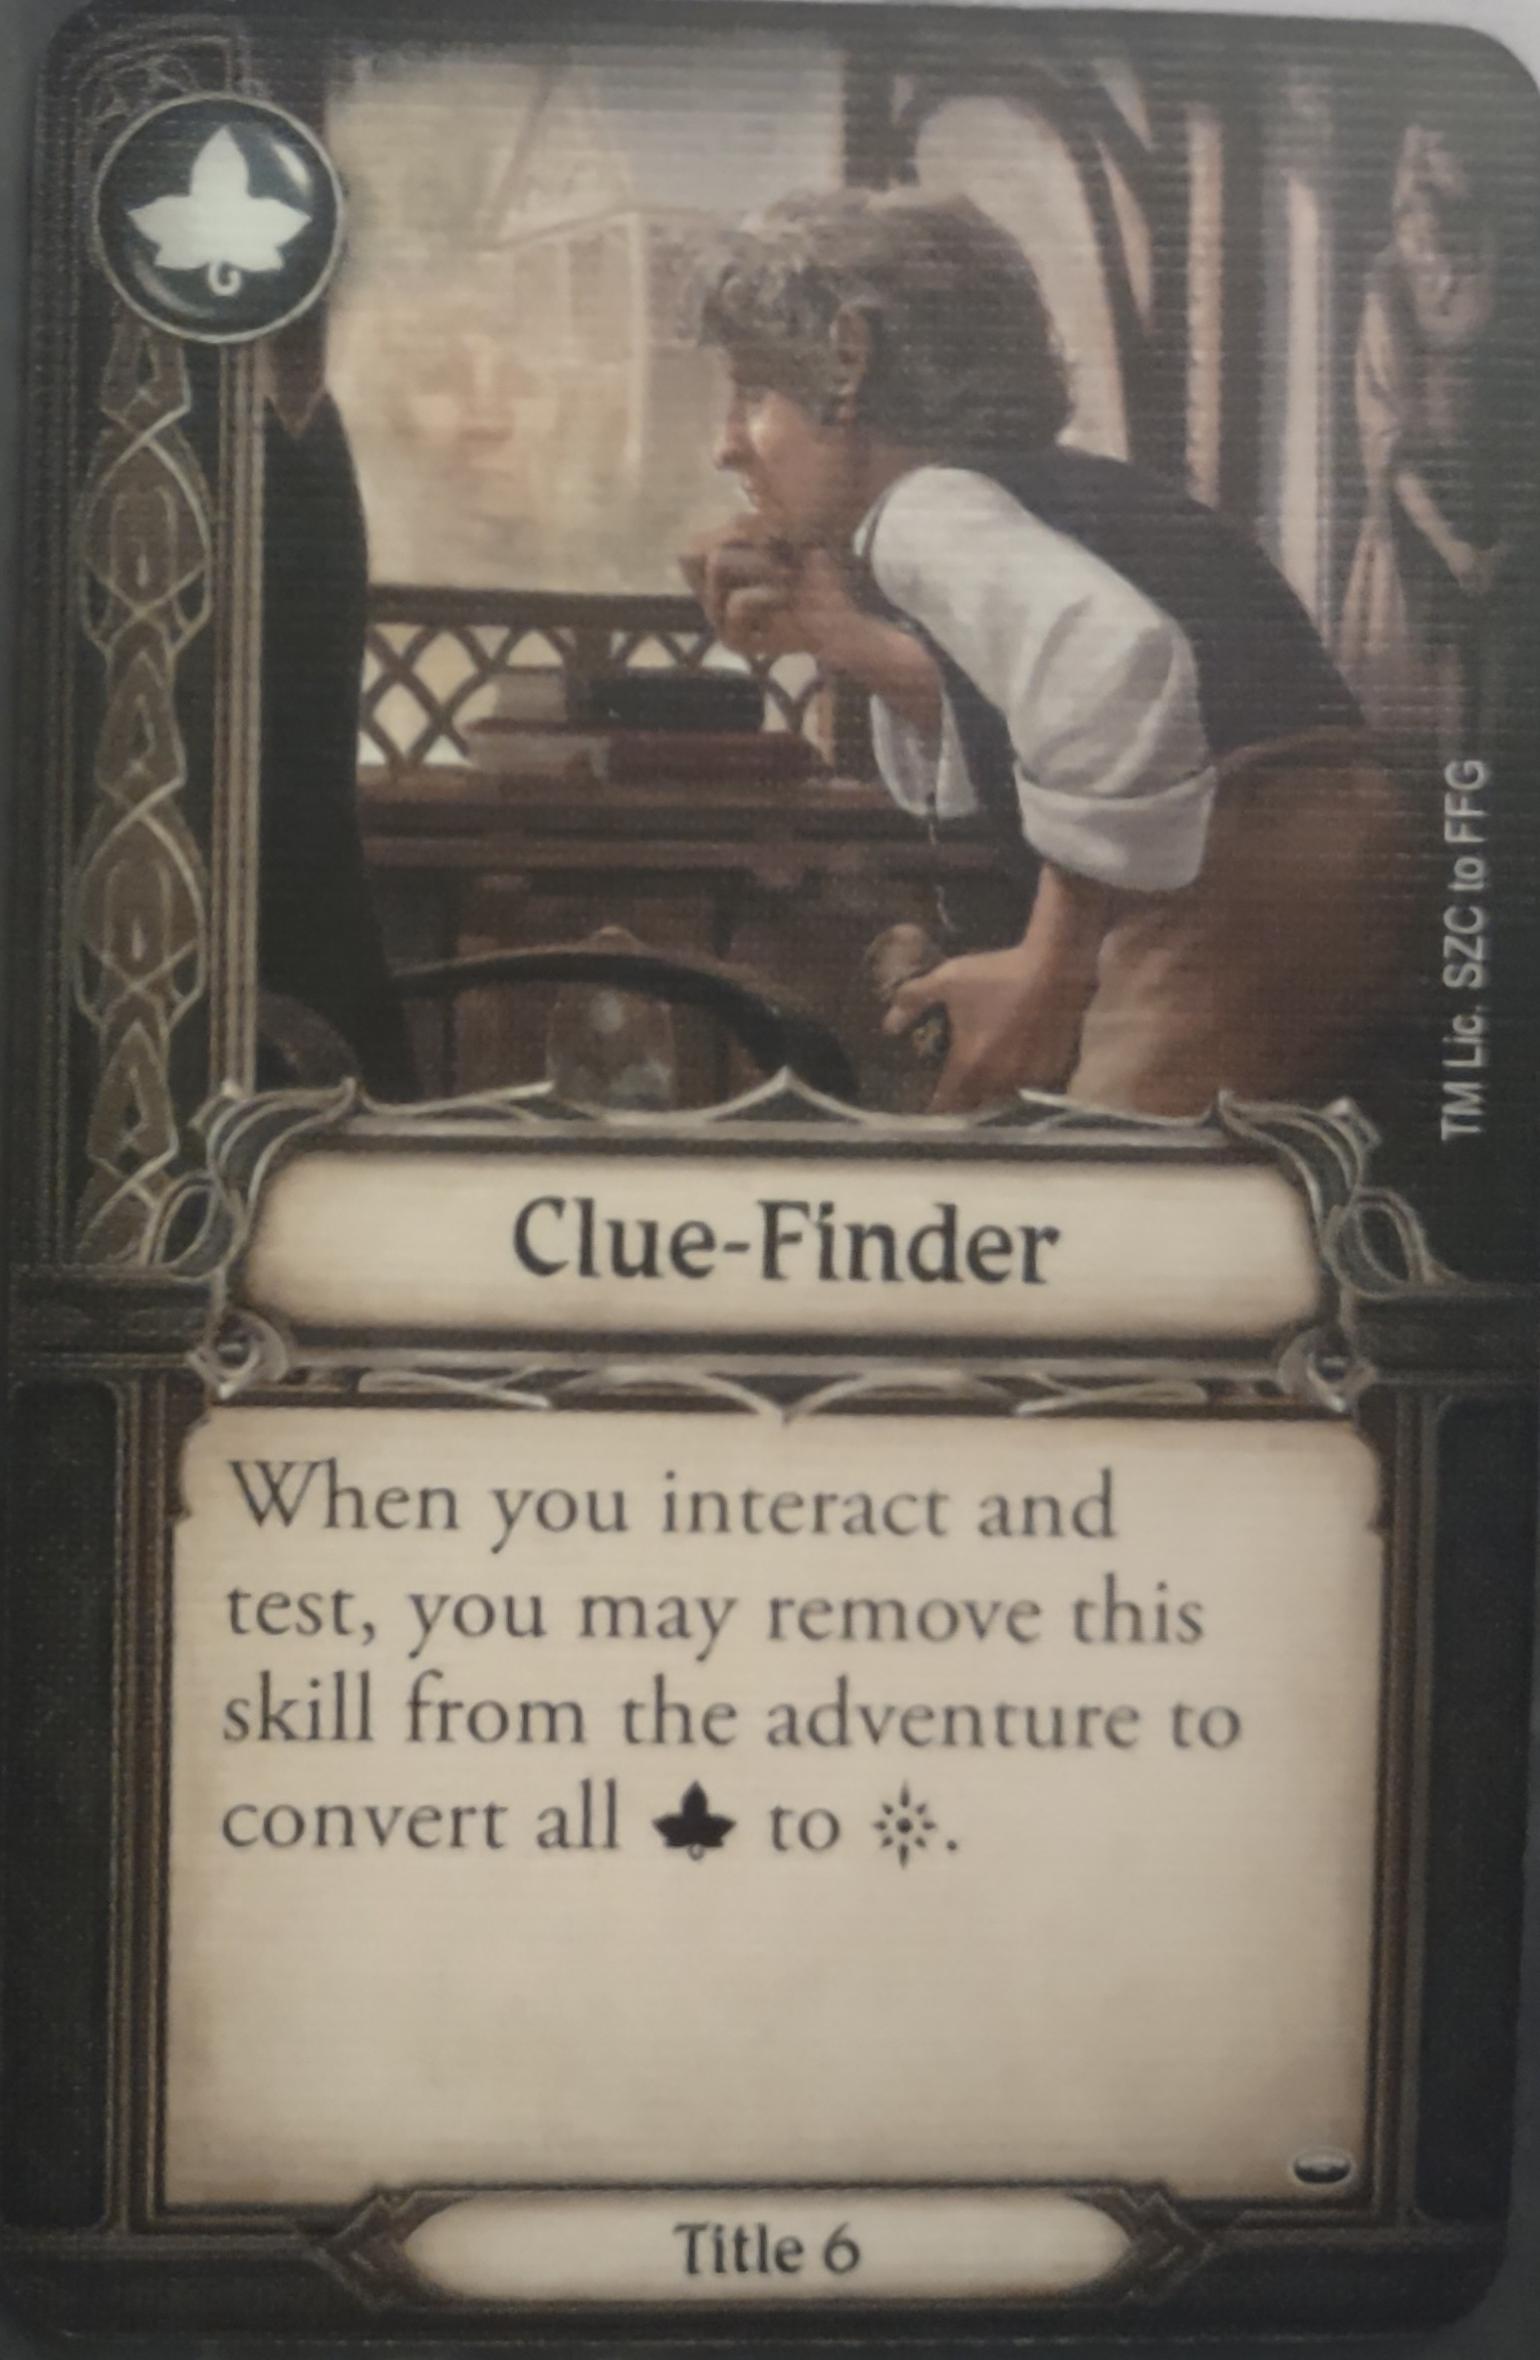 TM Lic. SZC to FFG
Clue-Finder
When you interact and
test, you may remove this
skill from the adventure to
convert all to .
Title 6